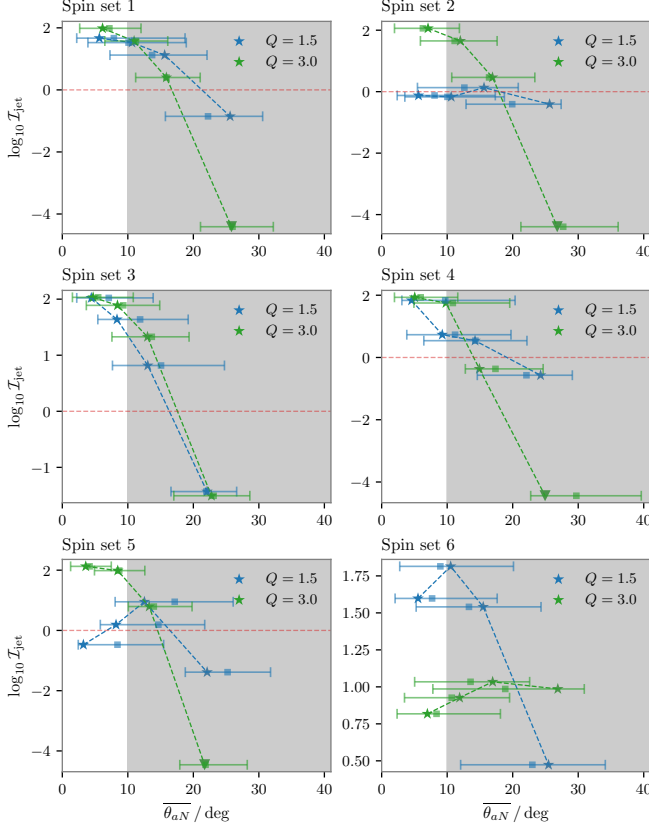 Spin set 1
Spin set 2
2
0
−2
−4
log₁₀ 𝓘jet
Q = 1.5
Q = 3.0
0 10 20 30 40
2
0
−2
−4
Q = 1.5
Q = 3.0
0 10 20 30 40
Spin set 3
Spin set 4
2
1
0
−1
log₁₀ 𝓘jet
Q = 1.5
Q = 3.0
0 10 20 30 40
2
0
−2
−4
Q = 1.5
Q = 3.0
0 10 20 30 40
Spin set 5
Spin set 6
2
0
−2
−4
log₁₀ 𝓘jet
Q = 1.5
Q = 3.0
0 10 20 30 40
θ̅aN / deg
1.75
1.50
1.00
0.75
0.50
Q = 1.5
Q = 3.0
0 10 20 30 40
θ̅aN / deg